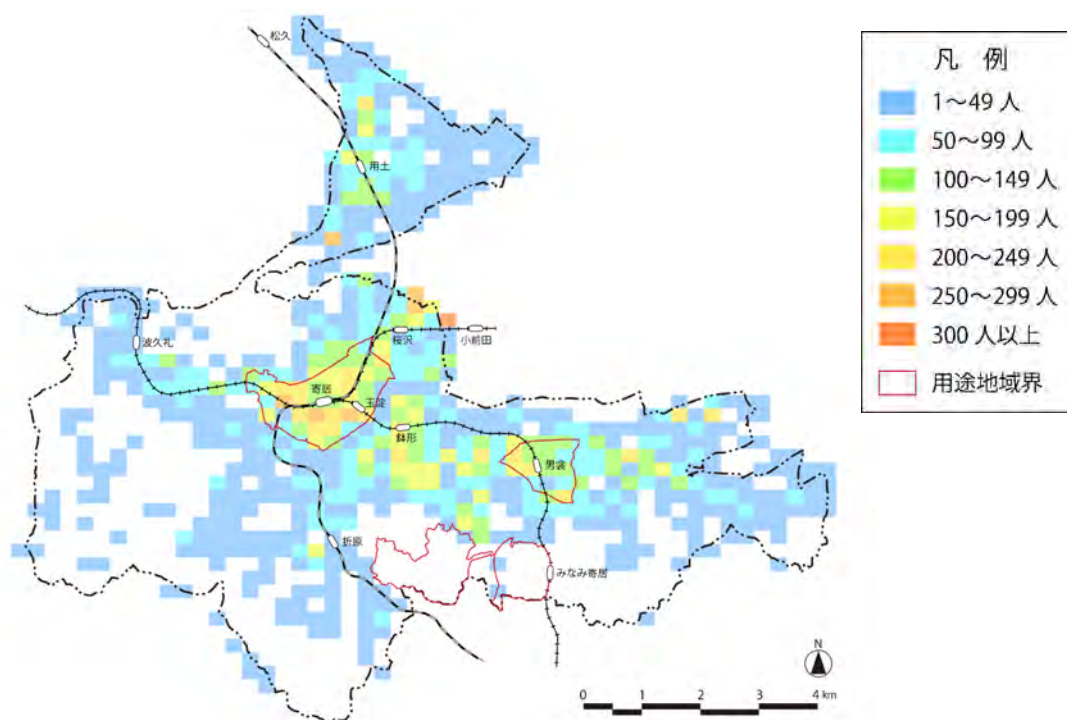 松久
用土
波久礼
桜沢
小前田
寄居
玉淀
鉢形
男衾
折原
みなみ寄居
凡 例
1～49 人
50～99 人
100～149 人
150～199 人
200～249 人
250～299 人
300 人以上
用途地域界
N
0 1 2 3 4 km